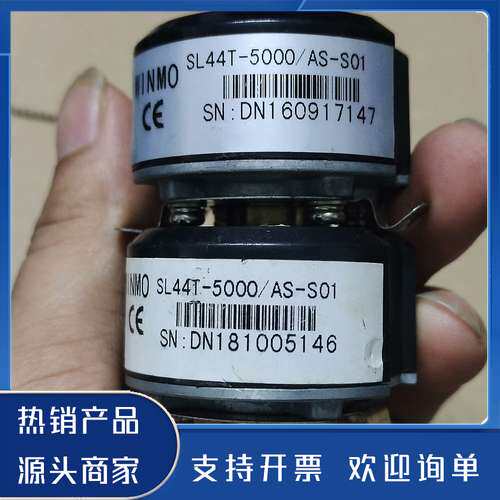 WINMO
SL44T-5000/AS-S01
CE
SN:DN160917147
INMO
SL44T-5000/AS-S01
CE
SN:DN181005146
热销产品
源头商家
支持开票 欢迎询单